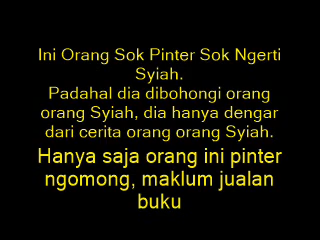 Ini Orang Sok Pinter Sok Ngerti
Syiah.
Padahal dia dibohongi orang
orang Syiah, dia hanya dengar
dari cerita orang orang Syiah.
Hanya saja orang ini pinter
ngomong, maklum jualan
buku